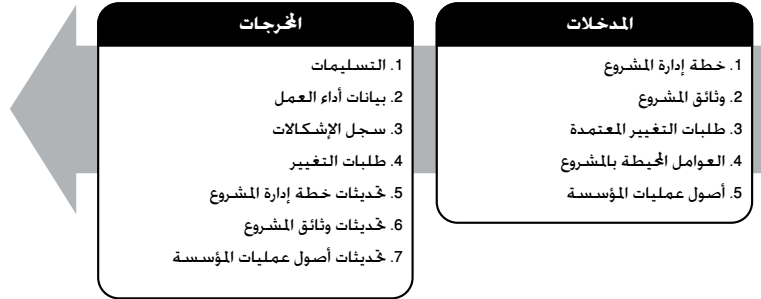 المدخلات
1. خطة إدارة المشروع
2. وثائق المشروع
3. طلبات التغيير المعتمدة
4. العوامل المحيطة بالمشروع
5. أصول عمليات المؤسسة
المخرجات
1. التسليمات
2. بيانات أداء العمل
3. سجل الإشكالات
4. طلبات التغيير
5. تحديثات خطة إدارة المشروع
6. تحديثات وثائق المشروع
7. تحديثات أصول عمليات المؤسسة